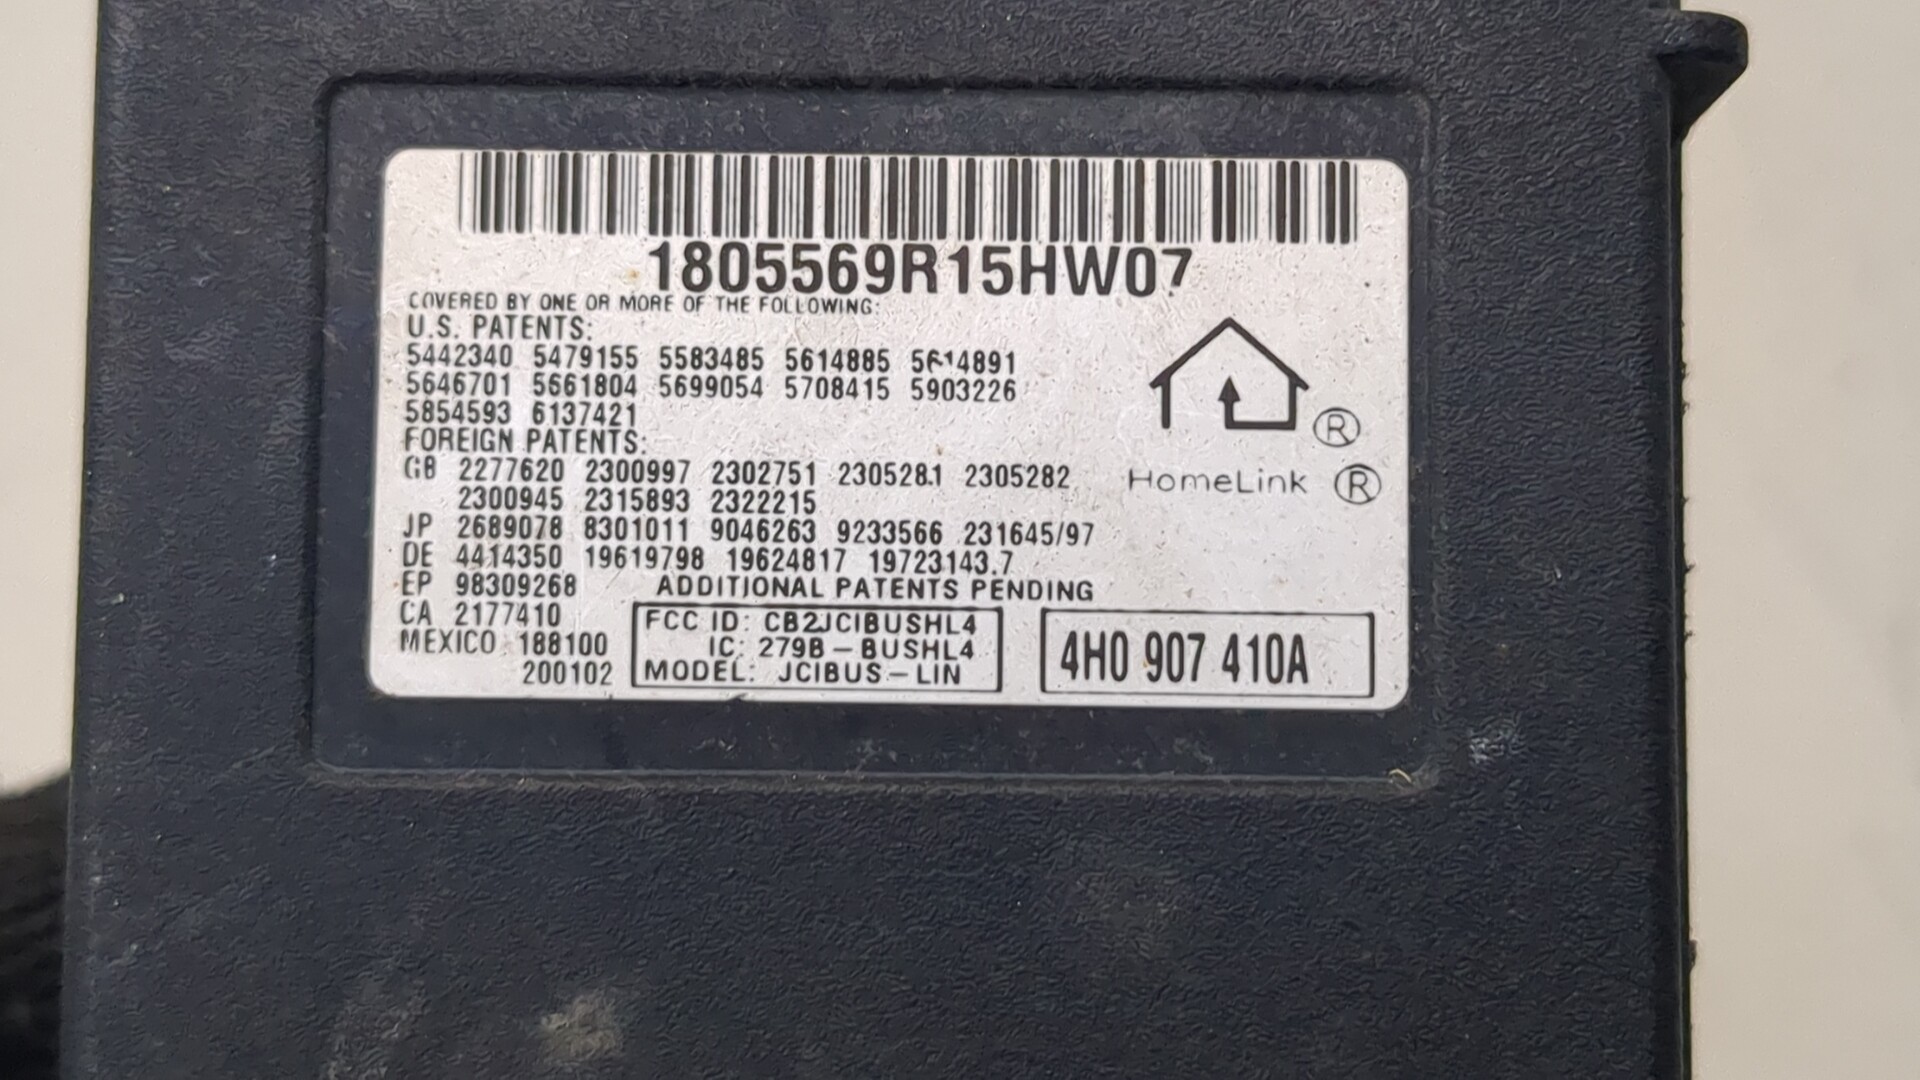 1805569R15HW07
COVERED BY ONE OR MORE OF THE FOLLOWING:
U.S. PATENTS:
5442340 5479155 5583485 5614885 5614891
5646701 5661804 5699054 5708415 5903226
5854593 6137421
FOREIGN PATENTS:
GB 2277620 2300997 2302751 2305281 2305282
2300945 2315893 2322215
JP 2689078 8301011 9046263 9233566 231645/97
DE 4414350 19619798 19624817 19723143.7
EP 98309268 ADDITIONAL PATENTS PENDING
CA 2177410
MEXICO 188100
200102
FCC ID: CB2JCIBUSHL4
IC: 279B-BUSHL4
MODEL: JCIBUS-LIN
4H0 907 410A
®
HomeLink ®